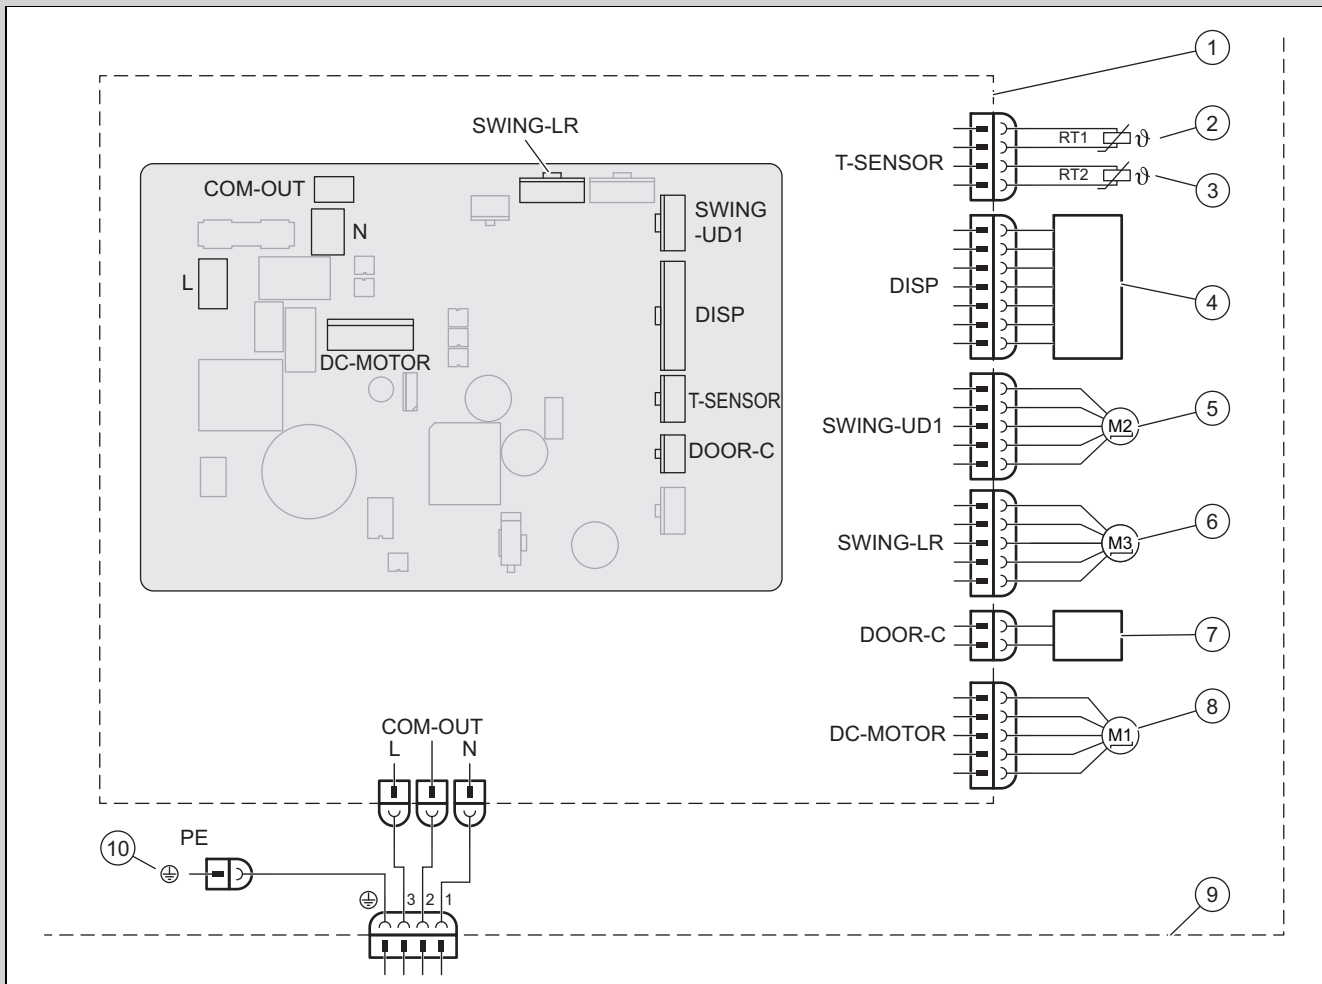 1
SWING-LR
2
RT1 ϑ
T-SENSOR
3
RT2 ϑ
COM-OUT
N
SWING
-UD1
L
DISP
DISP
4
DC-MOTOR
T-SENSOR
5
SWING-UD1
M2
DOOR-C
6
SWING-LR
M3
DOOR-C
7
8
DC-MOTOR
M1
COM-OUT
L
N
PE
10
3 2 1
9